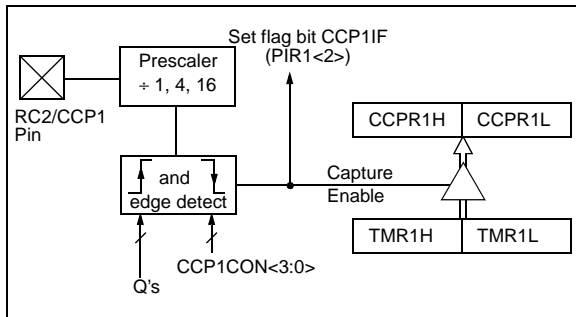 Set flag bit CCP1IF
(PIR1<2>)
Prescaler
÷ 1, 4, 16
RC2/CCP1
Pin
CCPR1H
CCPR1L
and
edge detect
Capture
Enable
TMR1H
TMR1L
CCP1CON<3:0>
Q's